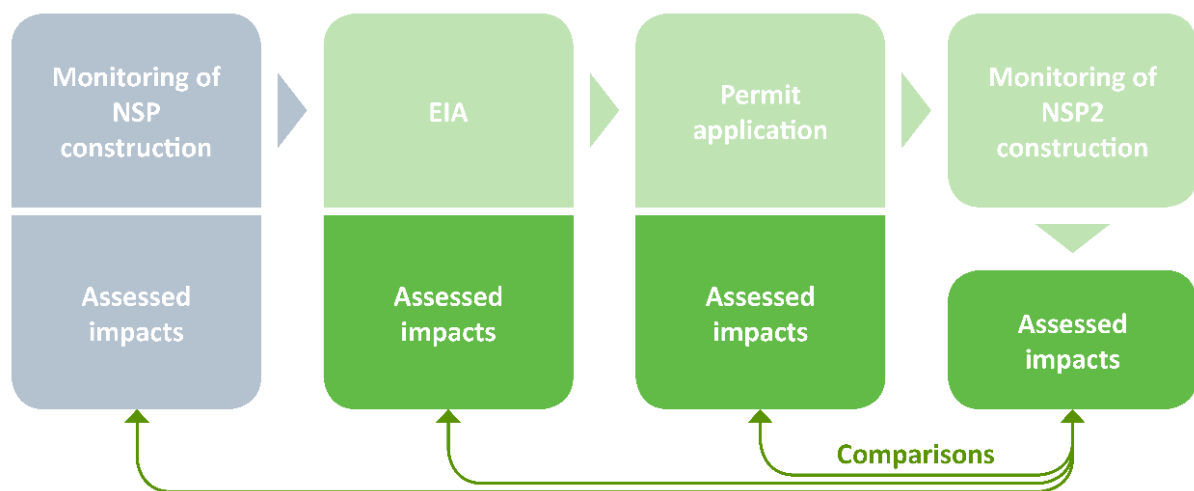 Monitoring of
NSP
construction
EIA
Permit
application
Monitoring of
NSP2
construction
Assessed
impacts
Assessed
impacts
Assessed
impacts
Assessed
impacts
Comparisons